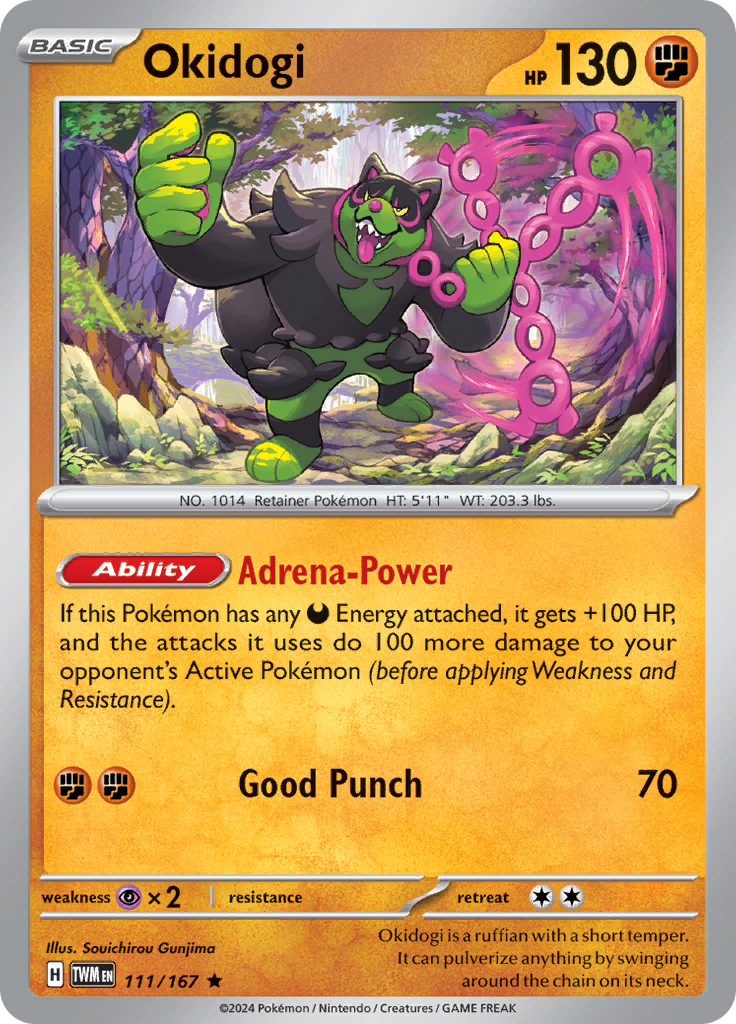 BASIC
Okidogi
HP 130
NO. 1014 Retainer Pokémon HT: 5'11" WT: 203.3 lbs.
Ability Adrena-Power
If this Pokémon has any Energy attached, it gets +100 HP,
and the attacks it uses do 100 more damage to your
opponent's Active Pokémon (before applying Weakness and
Resistance).
Good Punch 70
weakness ×2 resistance retreat
Illus. Souichirou Gunjima
Okidogi is a ruffian with a short temper.
It can pulverize anything by swinging
around the chain on its neck.
H TWM EN 111/167 ★
©2024 Pokémon / Nintendo / Creatures / GAME FREAK